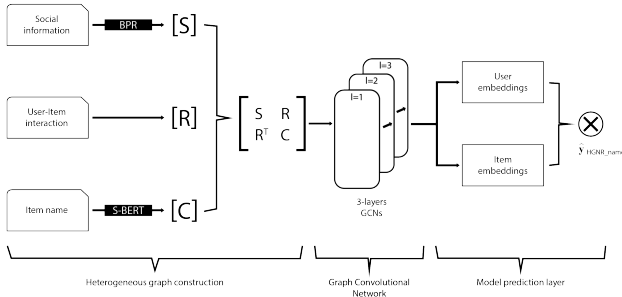 Social
information
BPR
[S]
User-Item
interaction
[R]
Item name
S-BERT
[C]
S R
Rᵀ C
l=3
l=2
l=1
3-layers
GCNs
User
embeddings
Item
embeddings
ŷ HGNR_name
Heterogeneous graph construction
Graph Convolutional
Network
Model prediction layer